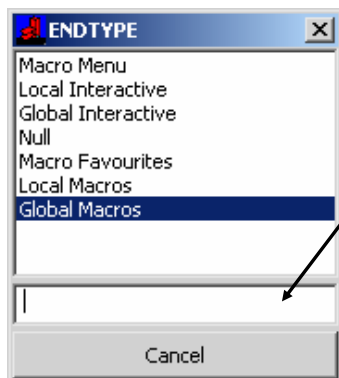 ENDTYPE
Macro Menu
Local Interactive
Global Interactive
Null
Macro Favourites
Local Macros
Global Macros
Cancel